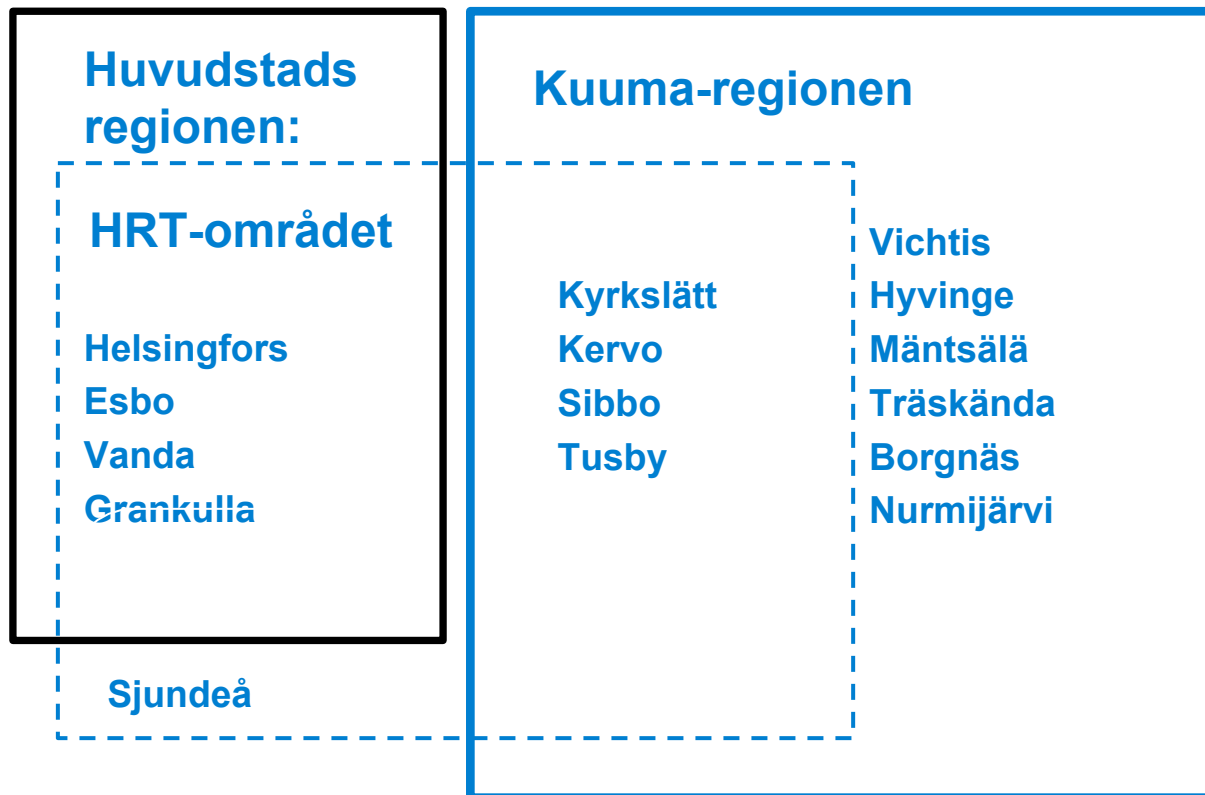 Huvudstads
regionen:
HRT-området
Helsingfors
Esbo
Vanda
Grankulla
Sjundeå
Kuuma-regionen
Kyrkslätt
Kervo
Sibbo
Tusby
Vichtis
Hyvinge
Mäntsälä
Träskända
Borgnäs
Nurmijärvi